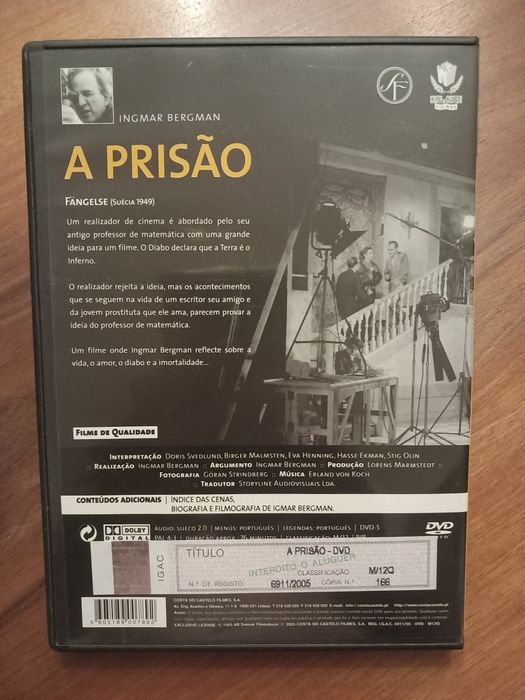 INGMAR BERGMAN
A PRISÃO
FÄNGELSE (SUÉCIA 1949)
Um realizador de cinema é abordado pelo seu
antigo professor de matemática com uma grande
ideia para um filme. O Diabo declara que a Terra é o
Inferno.
O realizador rejeita a ideia, mas os acontecimentos
que se seguem na vida de um escritor seu amigo e
da jovem prostituta que ele ama, parecem provar a
ideia do professor de matemática.
Um filme onde Ingmar Bergman reflecte sobre a
vida, o amor, o diabo e a imortalidade...
FILME DE QUALIDADE
INTERPRETAÇÃO DORIS SVEDLUND, BIRGER MALMSTEN, EVA HENNING, HASSE EKMAN, STIG OLIN
:: REALIZAÇÃO INGMAR BERGMAN :: ARGUMENTO INGMAR BERGMAN :: PRODUÇÃO LORENS MARMSTEDT ::
FOTOGRAFIA GÖRAN STRINDBERG :: MÚSICA ERLAND VON KOCH ::
TRADUTOR STORYLINE AUDIOVISUAIS LDA.
CONTEÚDOS ADICIONAIS | ÍNDICE DAS CENAS,
BIOGRAFIA E FILMOGRAFIA DE IGMAR BERGMAN.
DOLBY
DIGITAL
ÁUDIO: SUECO 2.0 | MENÚS: PORTUGUÊS | LEGENDAS: PORTUGUÊS | DVD-5
DVD
IGAC
TÍTULO A PRISÃO - DVD
INTERDITO O ALUGUER
CLASSIFICAÇÃO M/12Q
N.º DE REGISTO 6911/2005 CÓPIA N.º 166
5605189007892
COSTA DO CASTELO FILMES, S.A.
http://www.costacastelo.pt